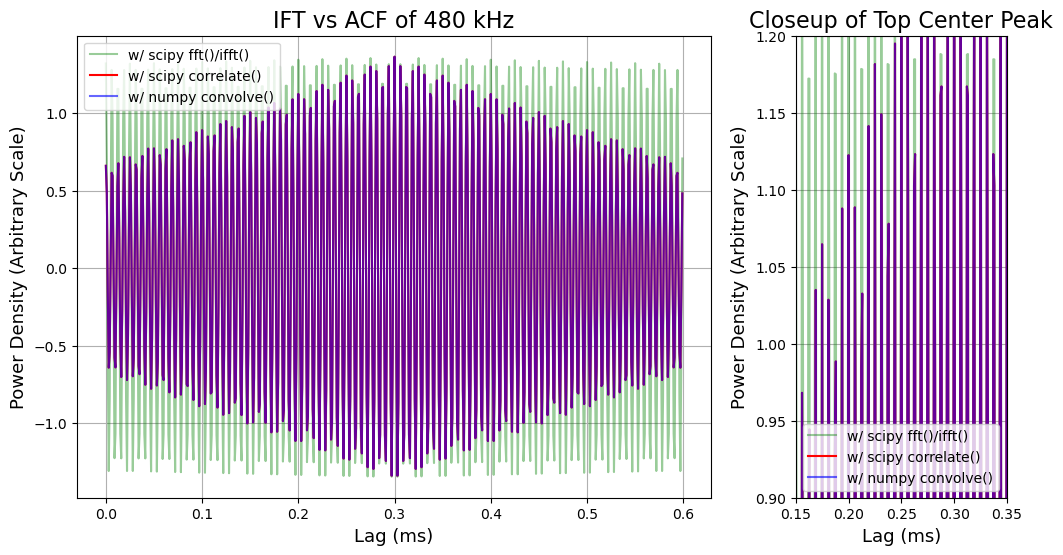 IFT vs ACF of 480 kHz
w/ scipy fft()/ifft()
w/ scipy correlate()
w/ numpy convolve()
Power Density (Arbitrary Scale)
1.0
0.5
0.0
−0.5
−1.0
0.0 0.1 0.2 0.3 0.4 0.5 0.6
Lag (ms)
Closeup of Top Center Peak
Power Density (Arbitrary Scale)
1.20
1.15
1.10
1.05
1.00
0.95
0.90
w/ scipy fft()/ifft()
w/ scipy correlate()
w/ numpy convolve()
0.15 0.20 0.25 0.30 0.35
Lag (ms)